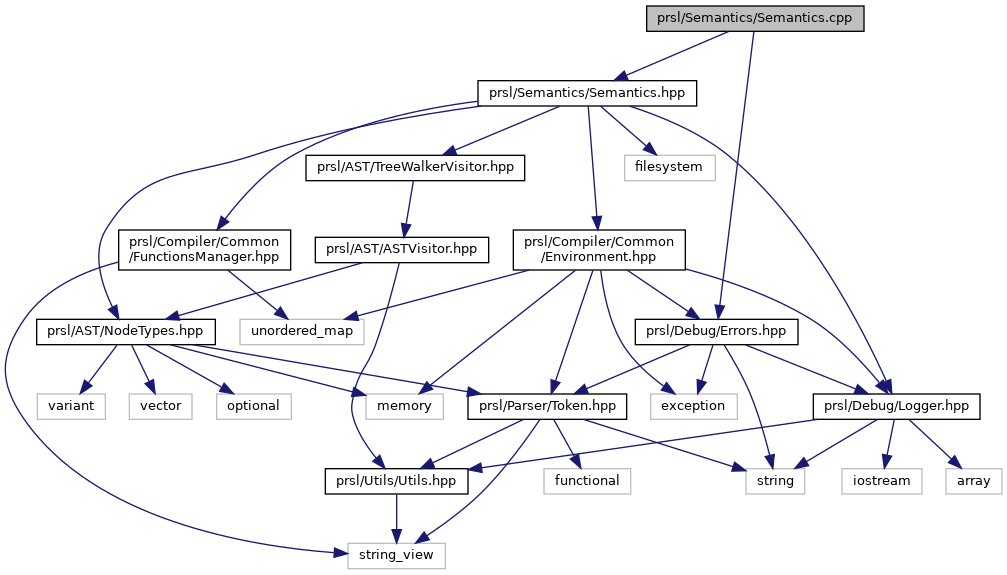 prsl/Semantics/Semantics.cpp
prsl/Semantics/Semantics.hpp
prsl/AST/TreeWalkerVisitor.hpp
filesystem
prsl/Compiler/Common
/FunctionsManager.hpp
prsl/AST/ASTVisitor.hpp
prsl/Compiler/Common
/Environment.hpp
prsl/AST/NodeTypes.hpp
unordered_map
prsl/Debug/Errors.hpp
variant
vector
optional
memory
prsl/Parser/Token.hpp
exception
prsl/Debug/Logger.hpp
prsl/Utils/Utils.hpp
functional
string
iostream
array
string_view